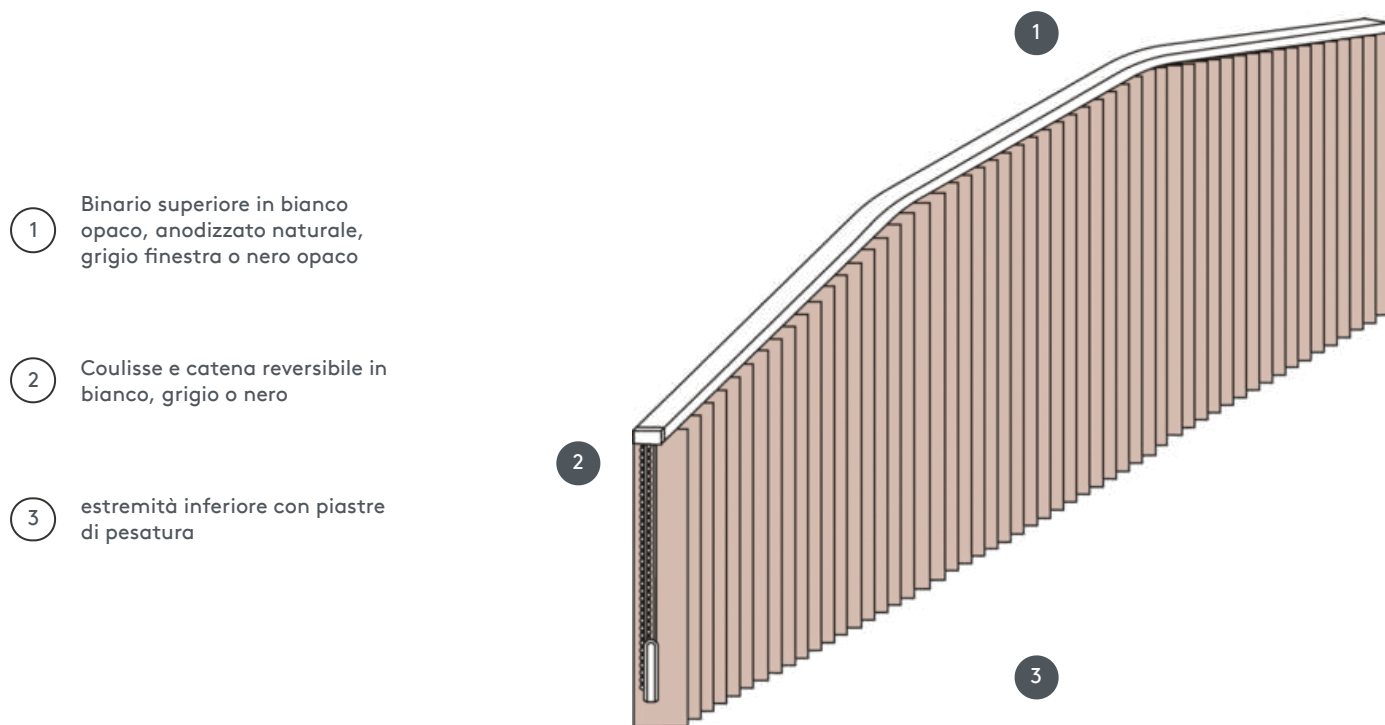 1
Binario superiore in bianco
opaco, anodizzato naturale,
grigio finestra o nero opaco
2
Coulisse e catena reversibile in
bianco, grigio o nero
3
estremità inferiore con piastre
di pesatura
1
2
3